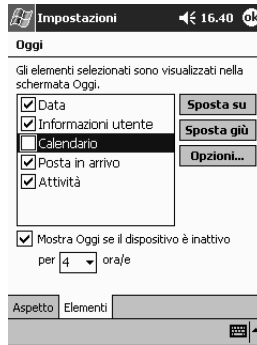 Impostazioni 16.40 ok
Oggi
Gli elementi selezionati sono visualizzati nella
schermata Oggi.
Data
Sposta su
Informazioni utente
Sposta giù
Calendario
Opzioni...
Posta in arrivo
Attività
Mostra Oggi se il dispositivo è inattivo
per 4 ora/e
Aspetto Elementi